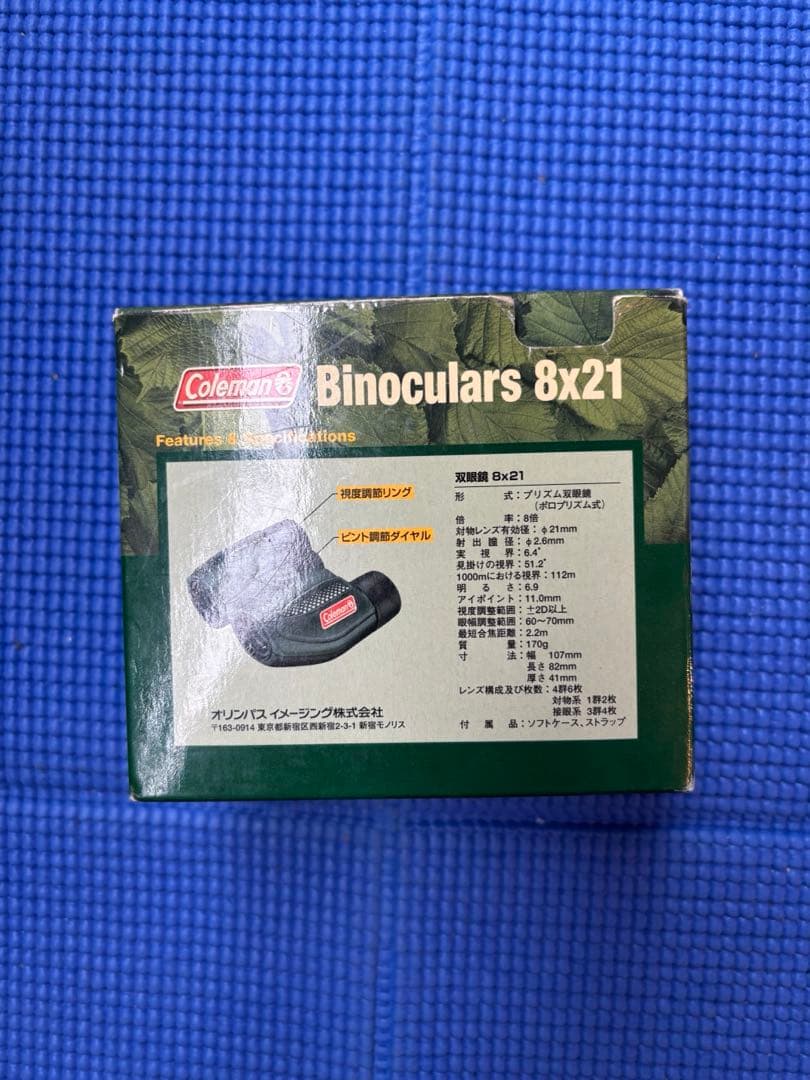 Coleman
Binoculars 8x21
Features & Specifications
視度調節リング
ピント調節ダイヤル
Coleman
オリンパス イメージング株式会社
〒163-0914 東京都新宿区西新宿2-3-1 新宿モノリス
双眼鏡 8x21
形 式：プリズム双眼鏡
（ポロプリズム式）
倍 率：8倍
対物レンズ有効径：φ21mm
射 出 瞳 径：φ2.6mm
実 視 界：6.4°
見掛けの視界：51.2°
1000mにおける視界：112m
明 る さ：6.9
アイポイント：11.0mm
視度調整範囲：±2D以上
眼幅調整範囲：60〜70mm
最短合焦距離：2.2m
質 量：170g
寸 法：幅 107mm
長さ 82mm
厚さ 41mm
レンズ構成及び枚数：4群6枚
対物系 1群2枚
接眼系 3群4枚
付 属 品：ソフトケース、ストラップ